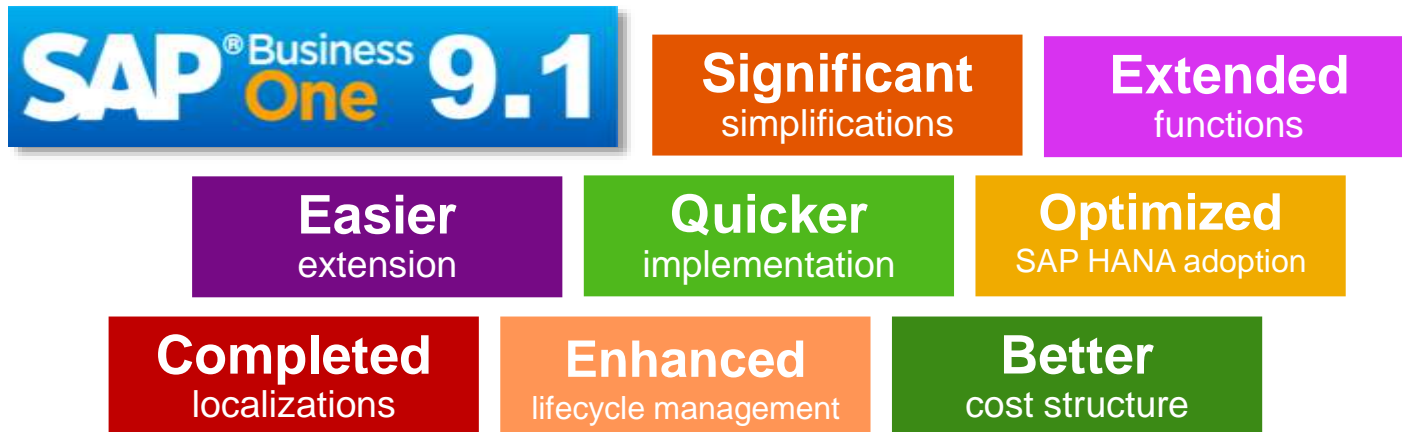 SAP® Business One 9.1
Significant
simplifications
Extended
functions
Easier
extension
Quicker
implementation
Optimized
SAP HANA adoption
Completed
localizations
Enhanced
lifecycle management
Better
cost structure